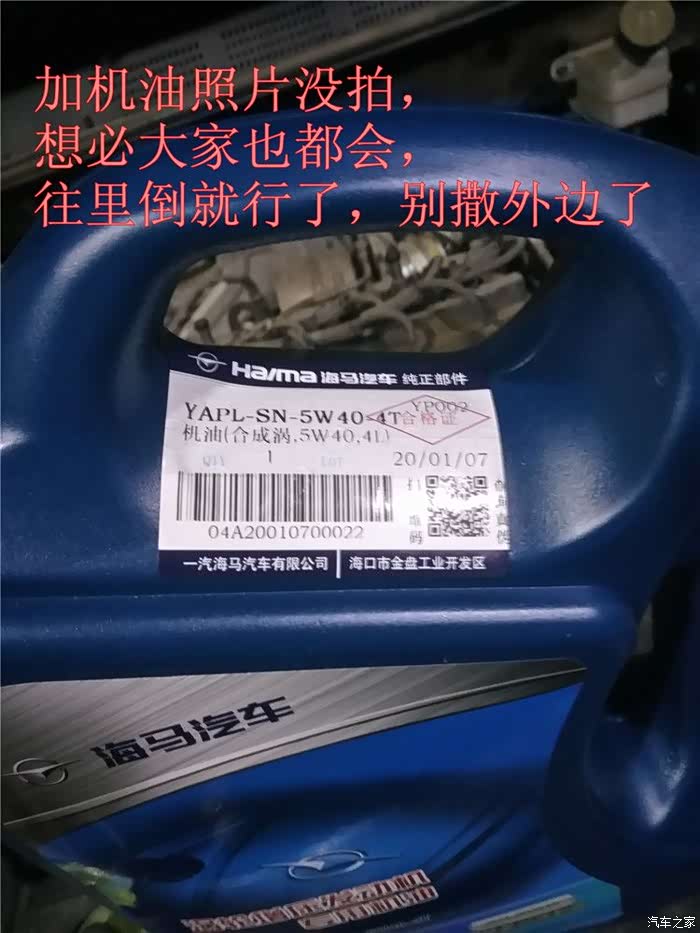 加机油照片没拍，
想必大家也都会，
往里倒就行了，别撒外边了
Haima 海马汽车 纯正部件
YAPL-SN-5W40-4T YP002
合格证
机油(合成涡,5W40,4L)
QTY 1 LOT 20/01/07
04A20010700022
一汽海马汽车有限公司 海口市金盘工业开发区
海马汽车
汽车之家